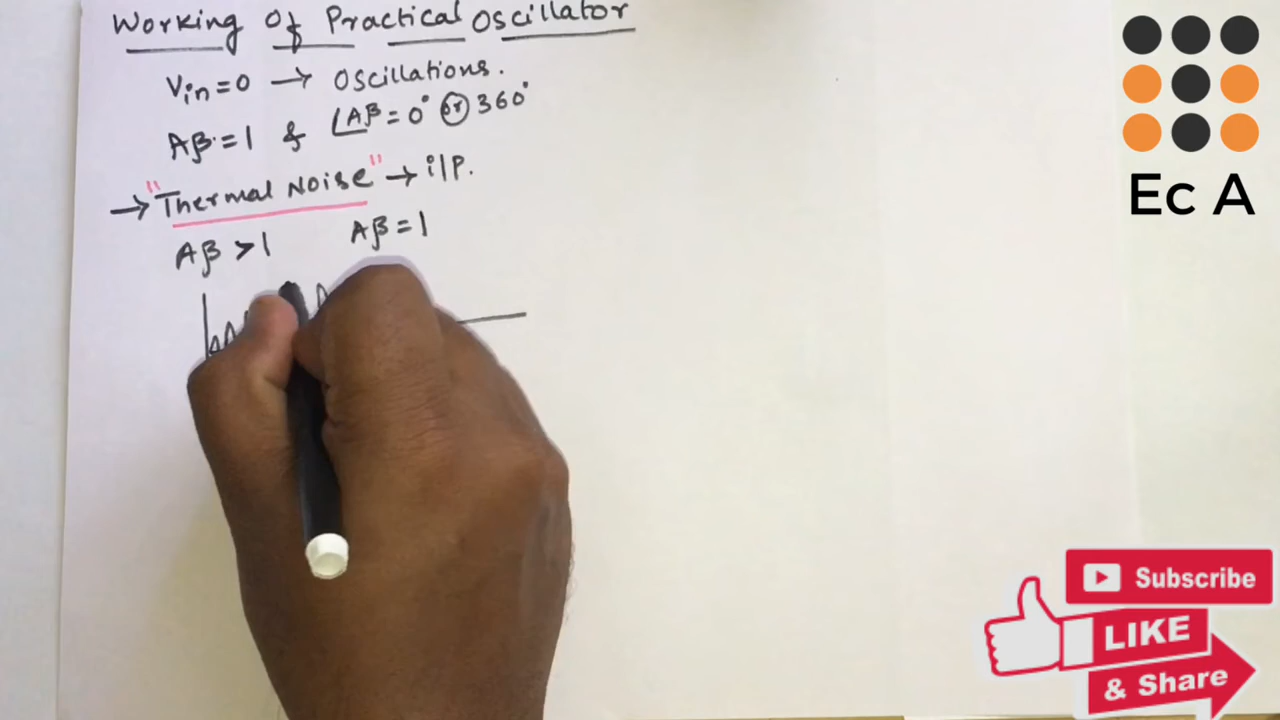 Working Of Practical Oscillator
Vin=0 → Oscillations.
Aβ=1 & ∠Aβ=0° or 360°
→ "Thermal Noise" → i/p.
Aβ>1 Aβ=1
Ec A
Subscribe
LIKE
& Share